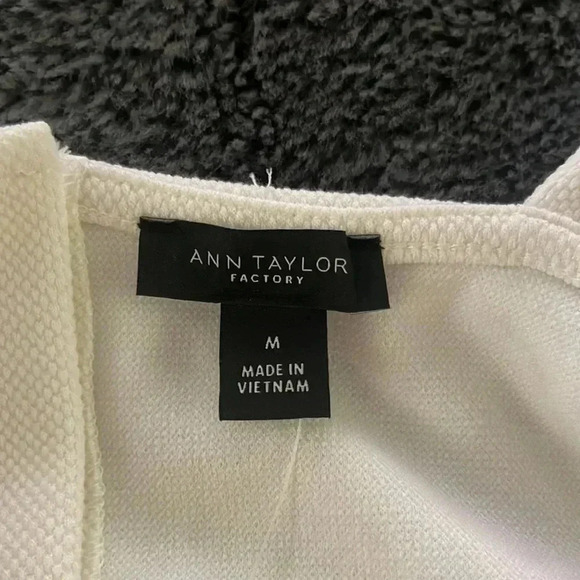 ANN TAYLOR
FACTORY
M
MADE IN
VIETNAM